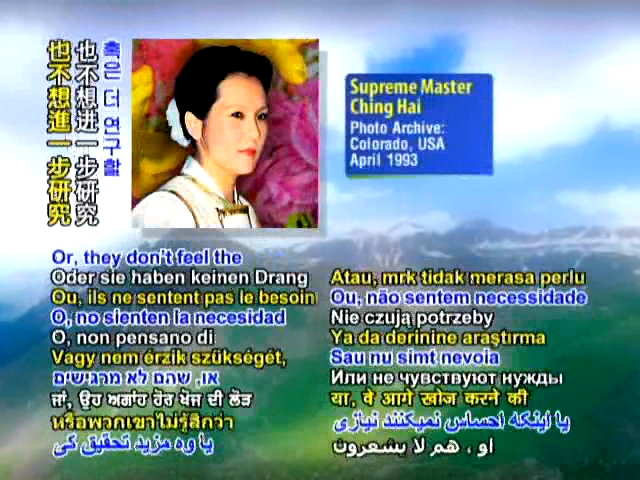 也不想進一步研究
也不想进一步研究
혹은 더 연구할
Supreme Master
Ching Hai
Photo Archive:
Colorado, USA
April 1993
Or, they don't feel the
Oder sie haben keinen Drang
Ou, ils ne sentent pas le besoin
O, no sienten la necesidad
O, non pensano di
Vagy nem érzik szükségét,
או, שהם לא מרגישים
ਜਾਂ, ਉਹ ਅਗਾਂਹ ਹੋਰ ਖੋਜ ਦੀ ਲੋੜ
หรือพวกเขาไม่รู้สึกว่า
یا وہ مزید تحقیق کی
Atau, mrk tidak merasa perlu
Ou, não sentem necessidade
Nie czują potrzeby
Ya da derinine araştırma
Sau nu simt nevoia
Или не чувствуют нужды
या, वे आगे खोज करने की
یا اینکه احساس نمیکنند نیازی
او ، هم لا يشعرون